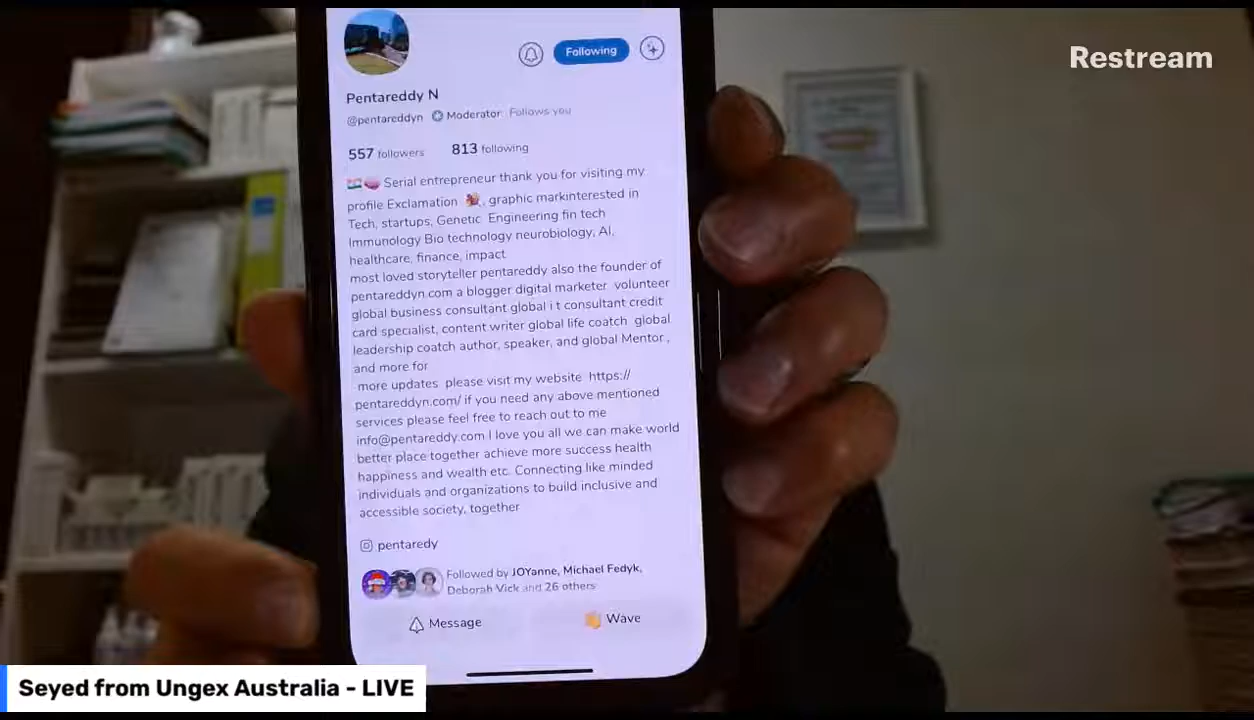 Restream
Following
Pentareddy N
@pentareddyn Moderator Follows you
557 followers 813 following
🇮🇳🧠 Serial entrepreneur thank you for visiting my
profile Exclamation 💐, graphic markinterested in
Tech, startups, Genetic Engineering fin tech
Immunology Bio technology neurobiology, AI,
healthcare, finance, impact
most loved storyteller pentareddy also the founder of
pentareddyn.com a blogger digital marketer volunteer
global business consultant global i t consultant credit
card specialist, content writer global life coatch global
leadership coatch author, speaker, and global Mentor ,
and more for
more updates please visit my website https://
pentareddyn.com/ if you need any above mentioned
services please feel free to reach out to me
info@pentareddy.com I love you all we can make world
better place together achieve more success health
happiness and wealth etc. Connecting like minded
individuals and organizations to build inclusive and
accessible society, together
pentaredy
Followed by JOYanne, Michael Fedyk,
Deborah Vick and 26 others
Message 👋 Wave
Seyed from Ungex Australia - LIVE